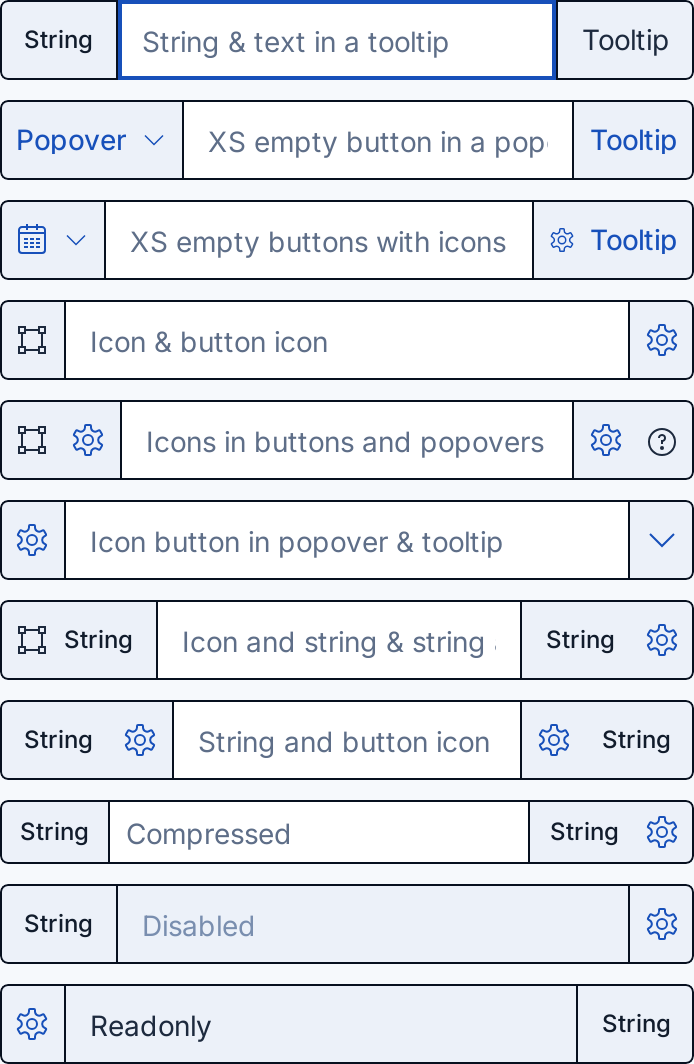 String String & text in a tooltip Tooltip
Popover XS empty button in a Tooltip
XS empty buttons with icons Tooltip
Icon & button icon
Icons in buttons and popovers
Icon button in popover & tooltip
String Icon and string & string String
String String and button icon String
String Compressed String
String Disabled
Readonly String